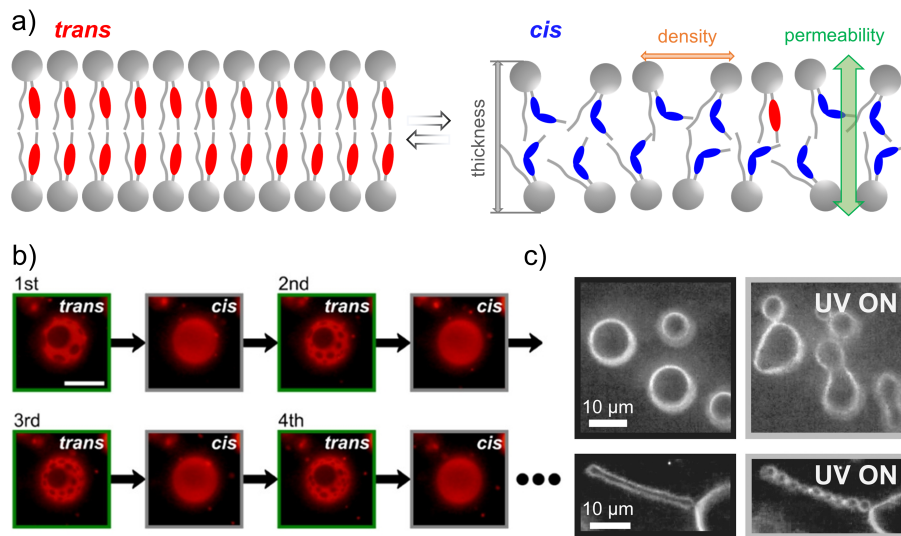 a)
trans
cis
density
permeability
thickness
b)
1st
trans
cis
2nd
trans
cis
3rd
trans
cis
4th
trans
cis
c)
10 µm
UV ON
10 µm
UV ON